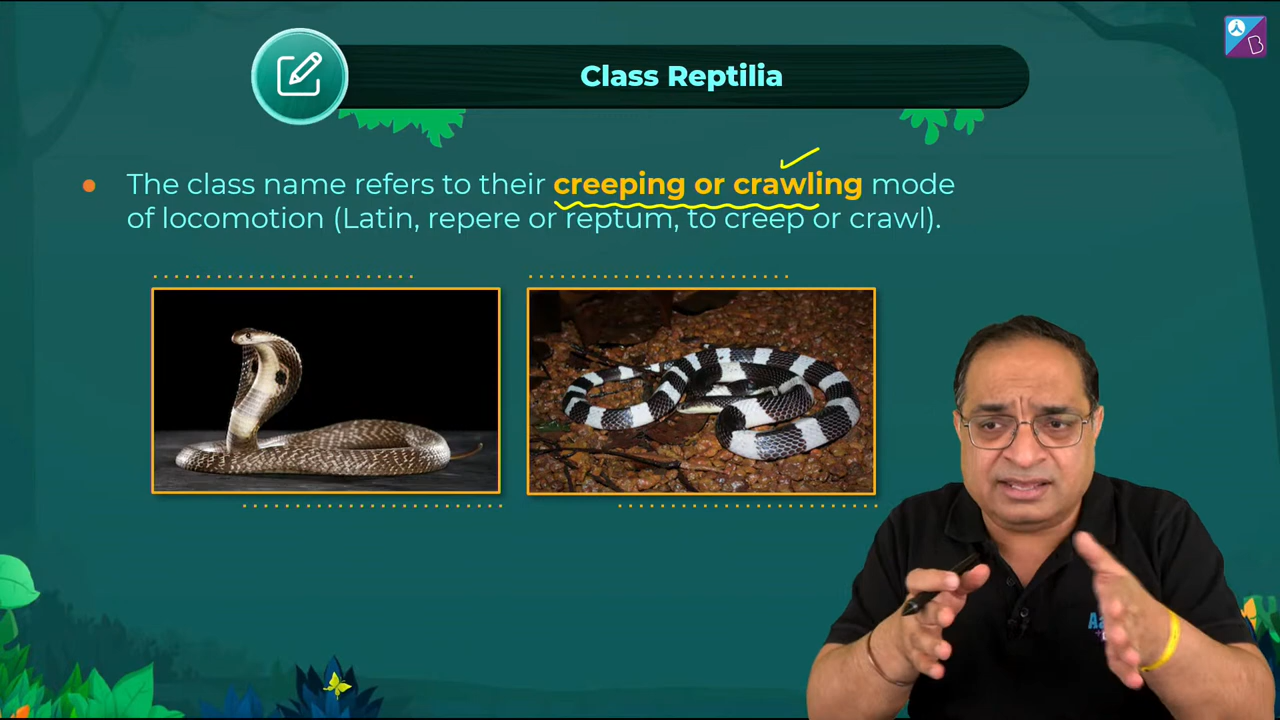 Class Reptilia
The class name refers to their creeping or crawling mode
of locomotion (Latin, repere or reptum, to creep or crawl).
B
Aa